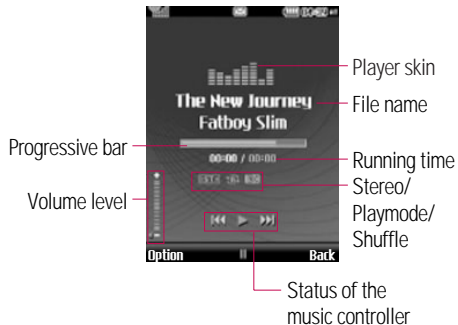 Player skin
The New Journey
File name
Fatboy Slim
Progressive bar
00:00 / 00:00
Running time
Stereo/
Playmode/
Shuffle
Volume level
Option
Back
Status of the
music controller